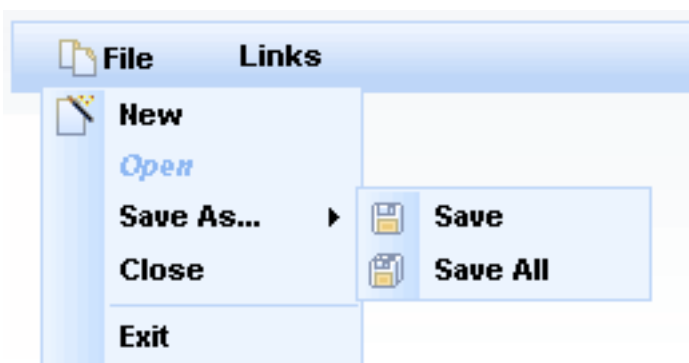 File Links
New
Open
Save As...
Save
Close
Save All
Exit